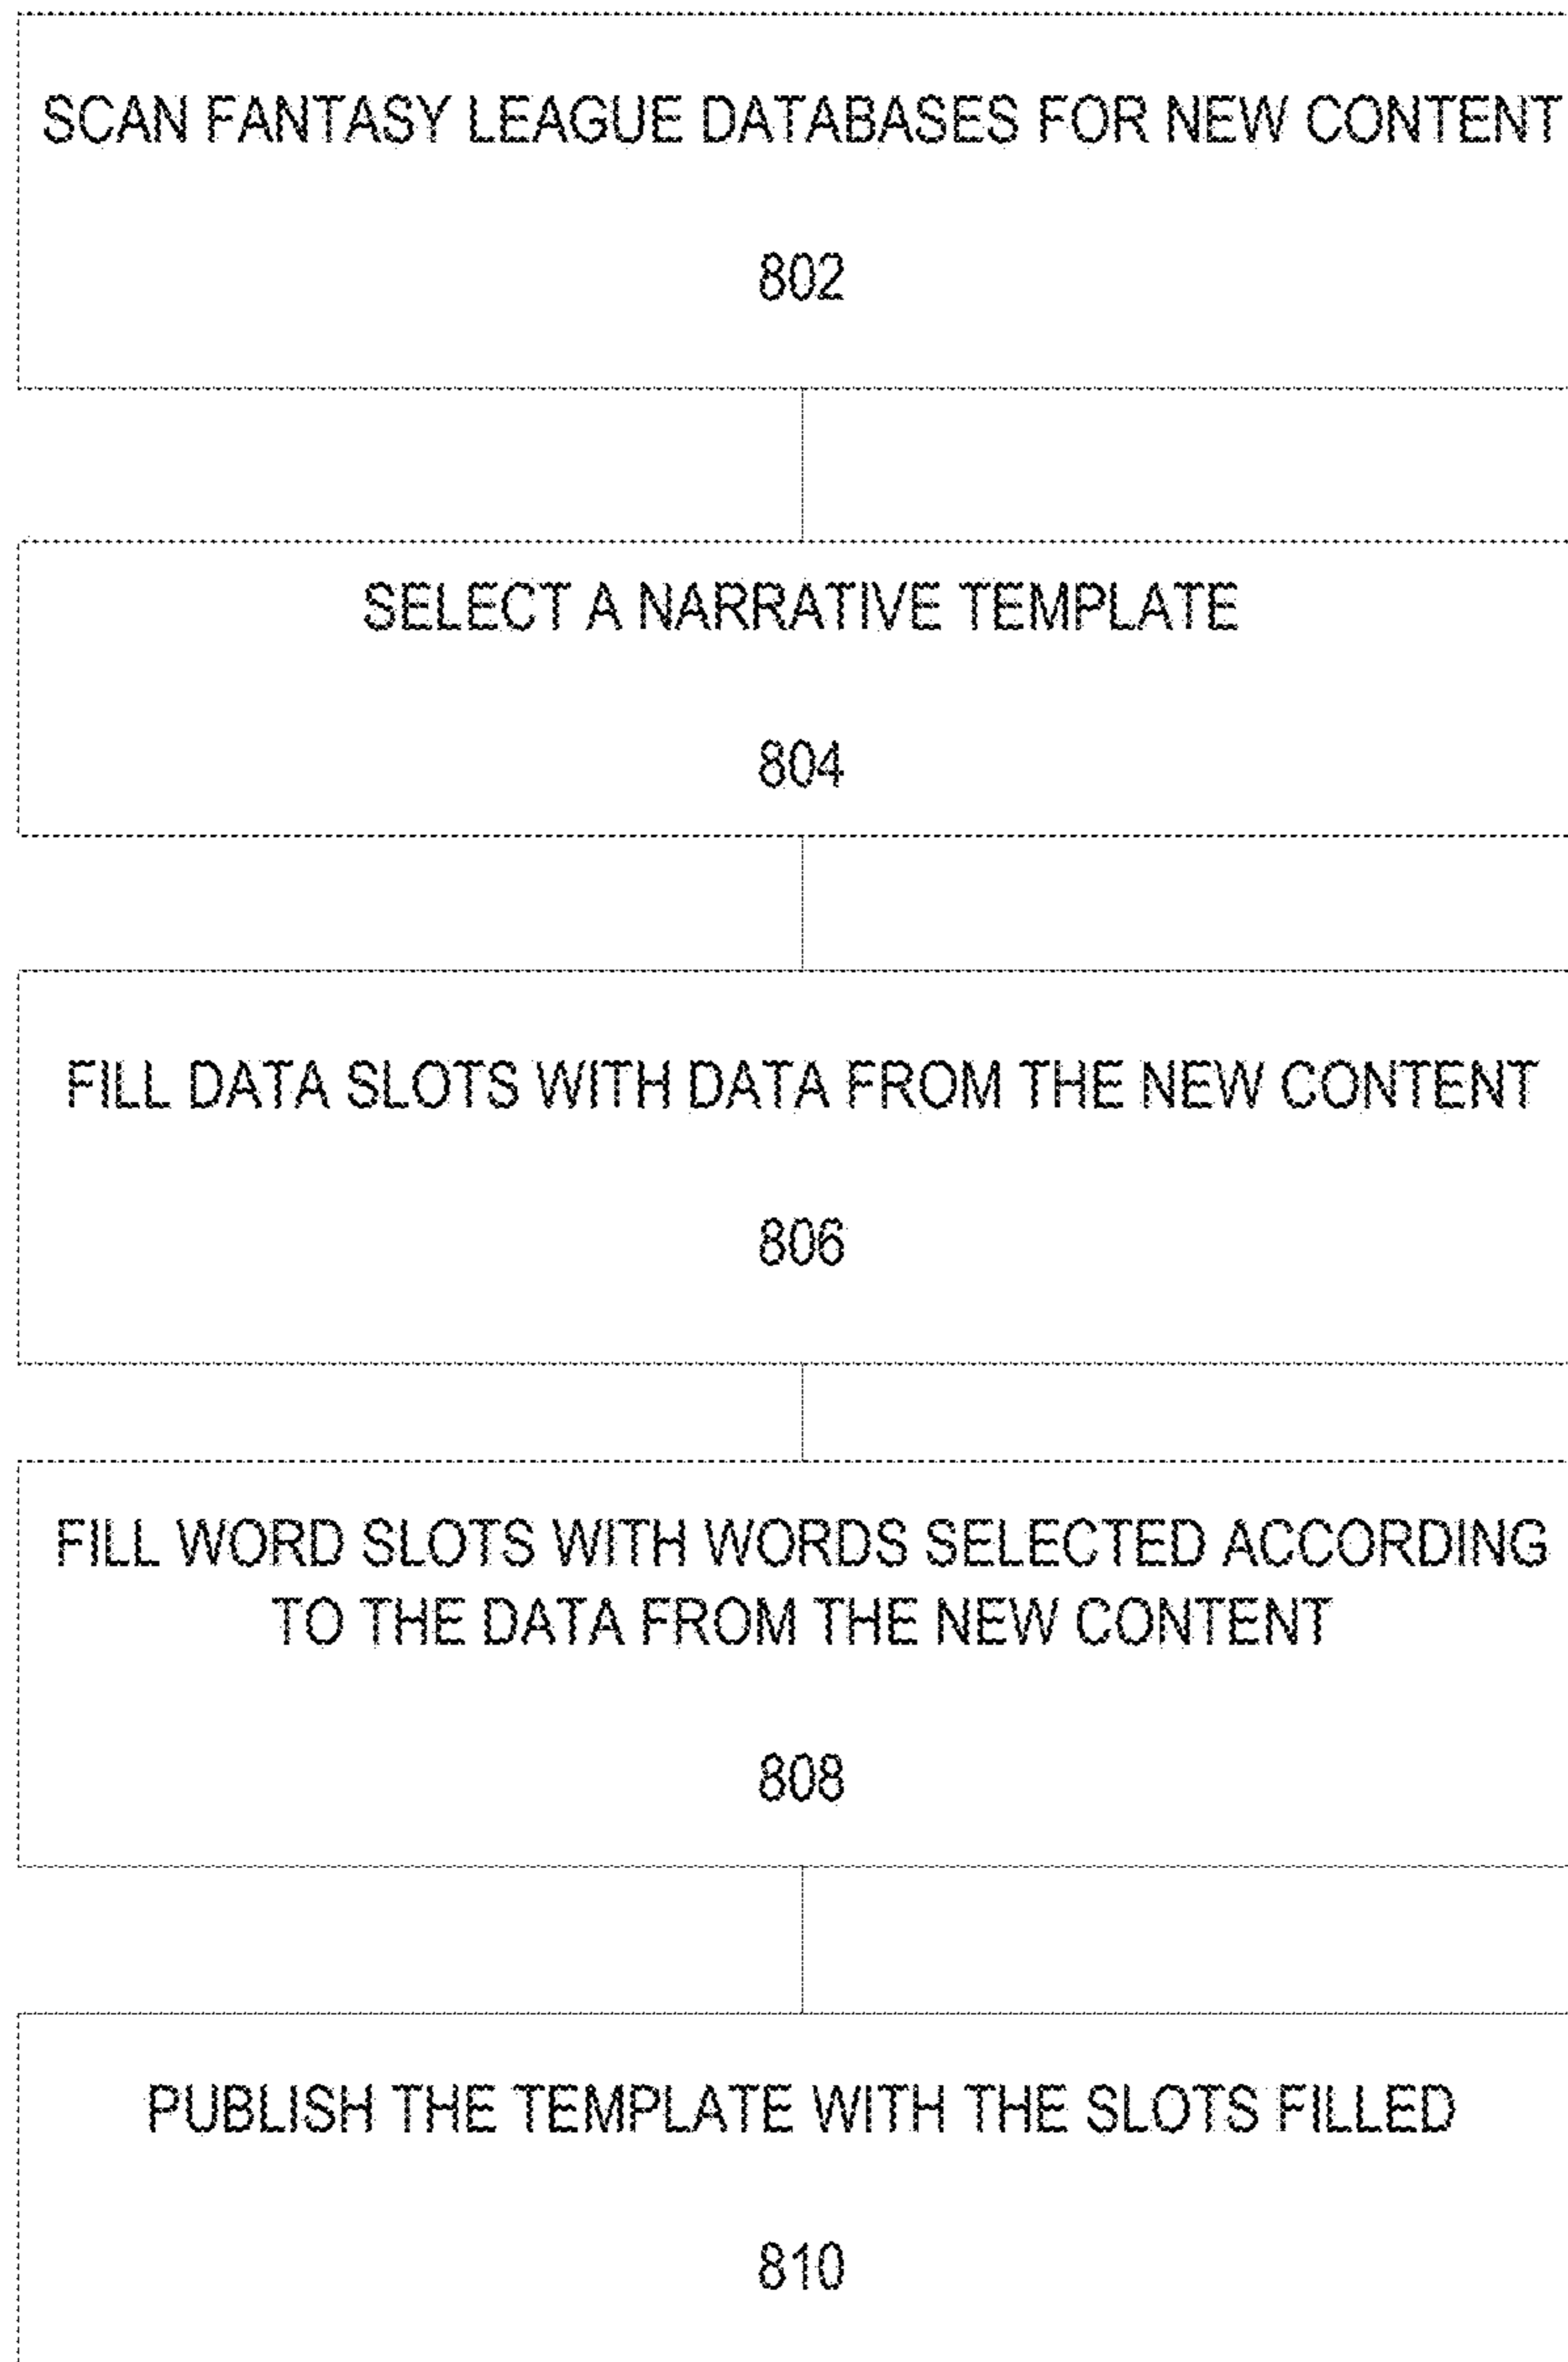 SCAN FANTASY LEAGUE DATABASES FOR NEW CONTENT
802
SELECT A NARRATIVE TEMPLATE
804
FILL DATA SLOTS WITH DATA FROM THE NEW CONTENT
806
FILL WORD SLOTS WITH WORDS SELECTED ACCORDING
TO THE DATA FROM THE NEW CONTENT
808
PUBLISH THE TEMPLATE WITH THE SLOTS FILLED
810